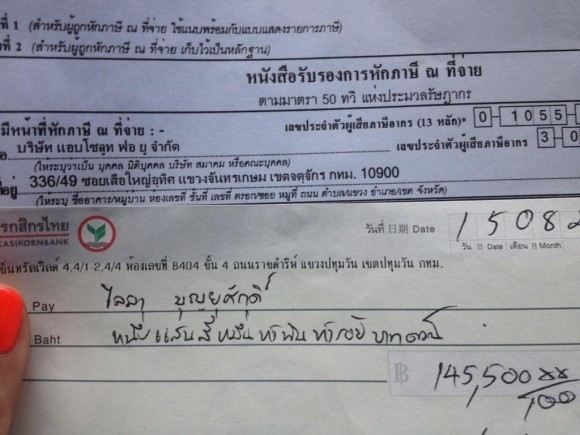 ที่ 1 (สำหรับผู้ถูกหักภาษี ณ ที่จ่าย ใช้แนบพร้อมกับแบบแสดงรายการภาษี)
ที่ 2 (สำหรับผู้ถูกหักภาษี ณ ที่จ่าย เก็บไว้เป็นหลักฐาน)
หนังสือรับรองการหักภาษี ณ ที่จ่าย
ตามมาตรา 50 ทวิ แห่งประมวลรัษฎากร
มีหน้าที่หักภาษี ณ ที่จ่าย : - เลขประจำตัวผู้เสียภาษีอากร (13 หลัก)* 0 1055
บริษัท แอบโซลูท ฟอ ยู จำกัด เลขประจำตัวผู้เสียภาษีอากร 3 0
(ให้ระบุว่าเป็น บุคคล นิติบุคคล บริษัท สมาคม หรือคณะบุคคล)
ที่อยู่ 336/49 ซอยเสือใหญ่อุทิศ แขวงจันทรเกษม เขตจตุจักร กทม. 10900
(ให้ระบุ ชื่ออาคาร/หมู่บ้าน ห้องเลขที่ ชั้นที่ เลขที่ ตรอก/ซอย หมู่ที่ ถนน ตำบล/แขวง อำเภอ/เขต จังหวัด)
รกสิกรไทย
KASIKORNBANK
วันที่ 日期 Date 1 5 0 8 2
วัน 日 Date เดือน 月 Month
4,4/1-2,4/4 ห้องเลขที่ B404 ชั้น 4 ถนนราชดำริห์ แขวงปทุมวัน เขตปทุมวัน กทม.
Pay ไลลา บุญยศักดิ์
Baht หนึ่งแสนสี่หมื่นห้าพันห้าร้อยบาทถ้วน
฿ 145,500 xx/100